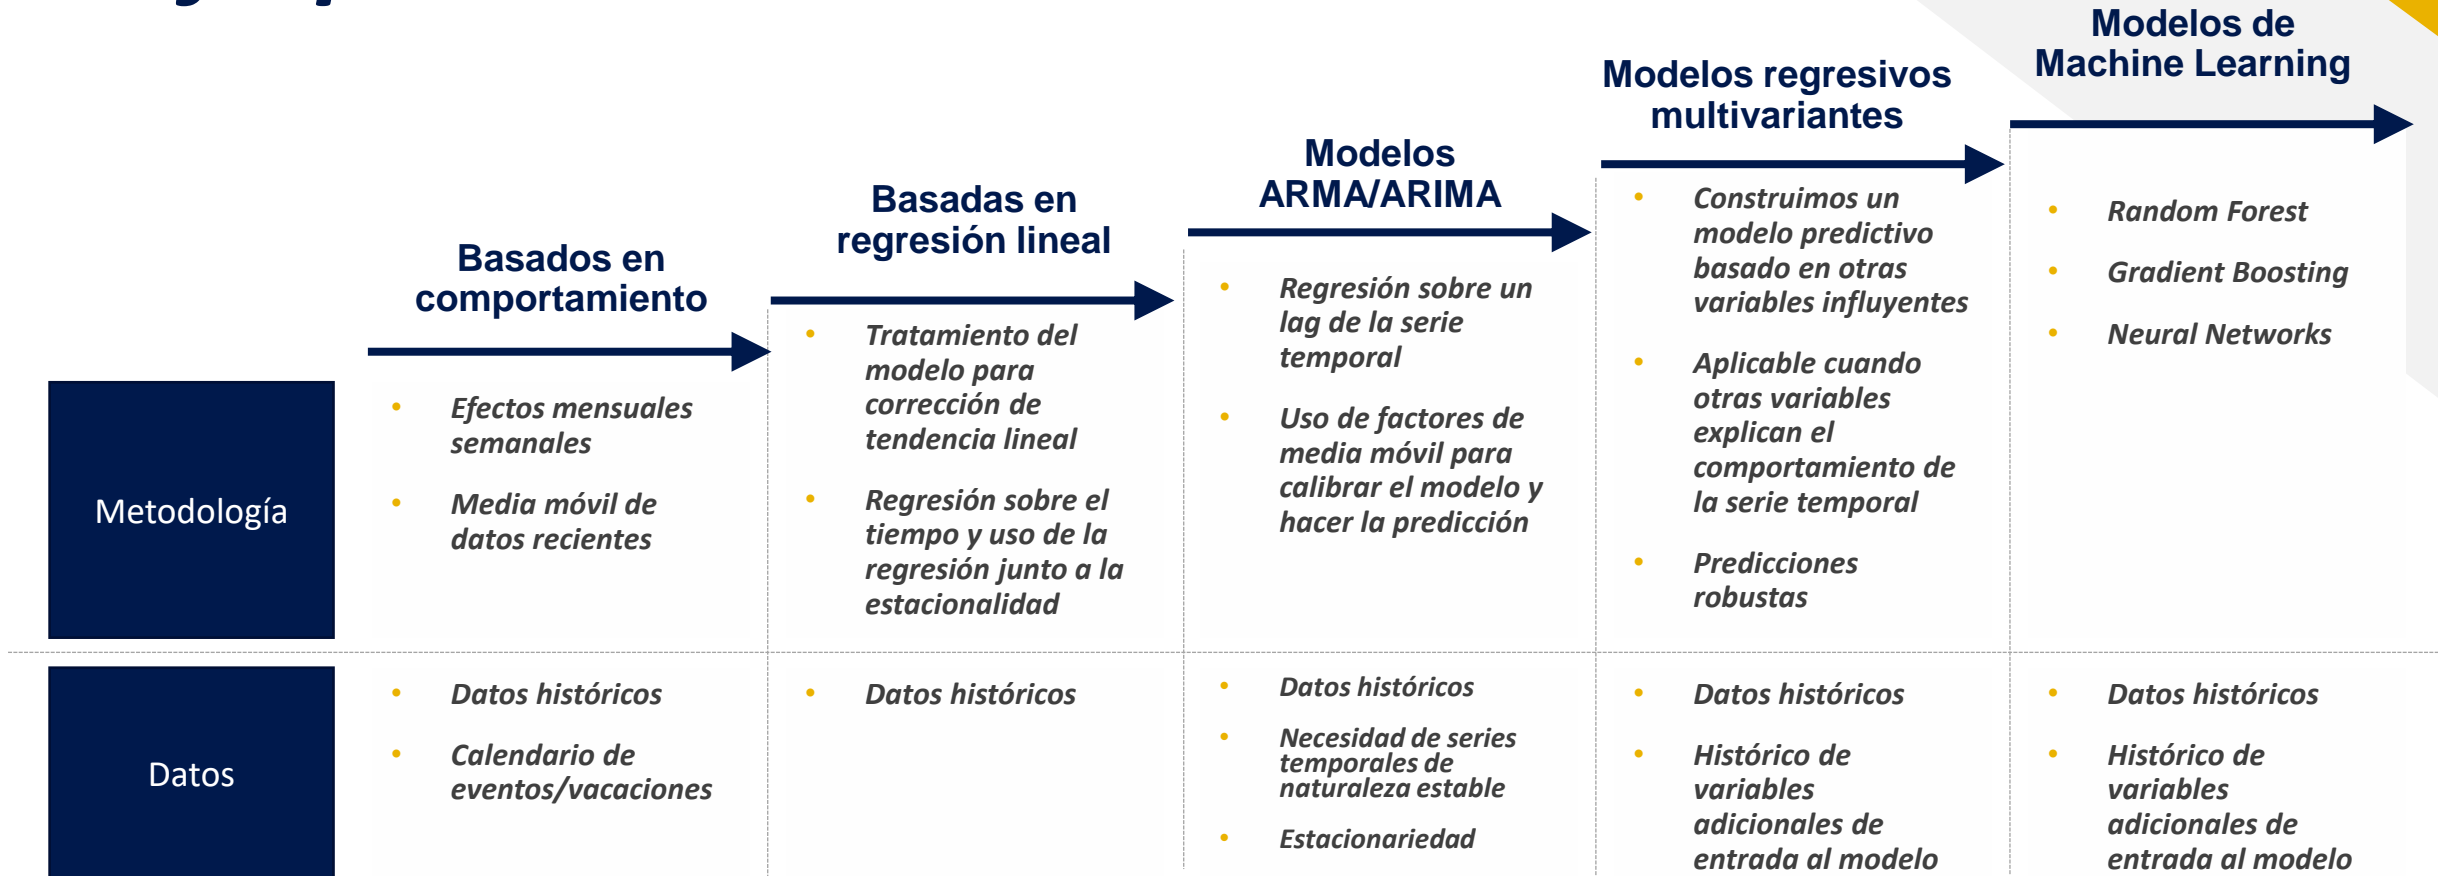 Modelos de
Machine Learning
Modelos regresivos
multivariantes
Modelos
ARMA/ARIMA
Basadas en
regresión lineal
Basados en
comportamiento
Metodología
• Efectos mensuales
semanales
• Media móvil de
datos recientes
• Tratamiento del
modelo para
corrección de
tendencia lineal
• Regresión sobre el
tiempo y uso de la
regresión junto a la
estacionalidad
• Regresión sobre un
lag de la serie
temporal
• Uso de factores de
media móvil para
calibrar el modelo y
hacer la predicción
• Construimos un
modelo predictivo
basado en otras
variables influyentes
• Aplicable cuando
otras variables
explican el
comportamiento de
la serie temporal
• Predicciones
robustas
• Random Forest
• Gradient Boosting
• Neural Networks
Datos
• Datos históricos
• Calendario de
eventos/vacaciones
• Datos históricos
• Datos históricos
• Necesidad de series
temporales de
naturaleza estable
• Estacionariedad
• Datos históricos
• Histórico de
variables
adicionales de
entrada al modelo
• Datos históricos
• Histórico de
variables
adicionales de
entrada al modelo